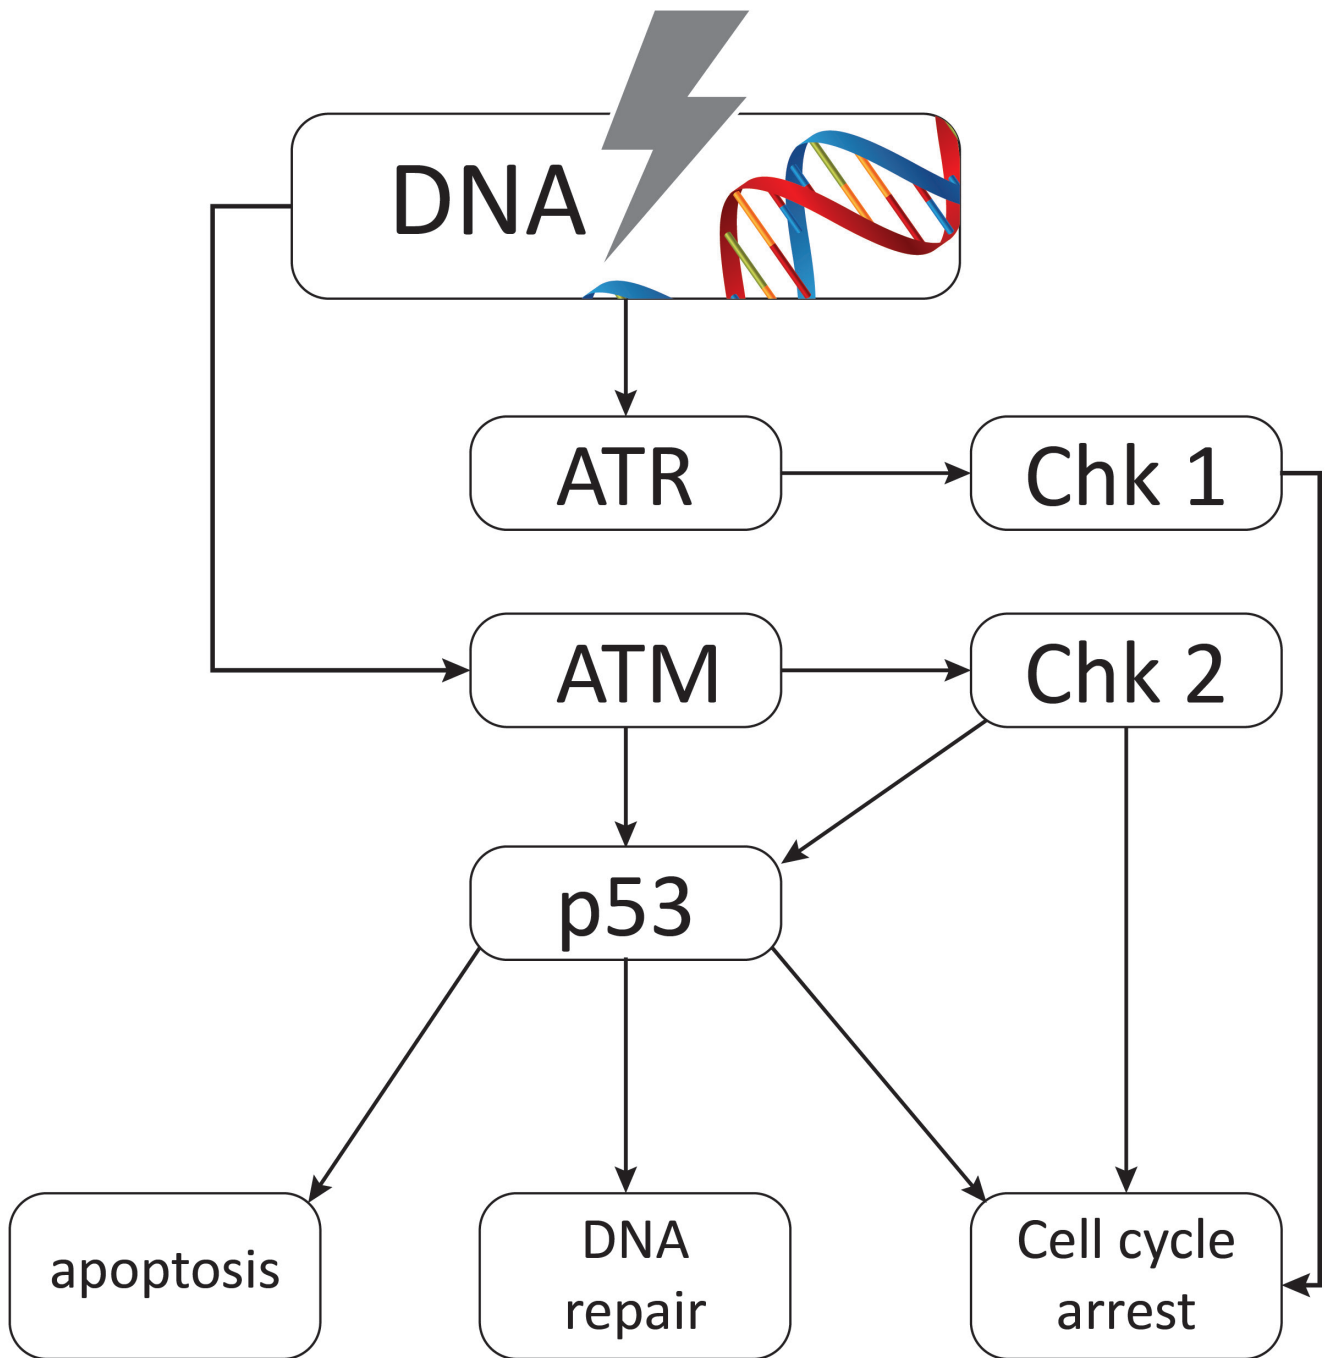 DNA
ATR
Chk 1
ATM
Chk 2
p53
apoptosis
DNA
repair
Cell cycle
arrest